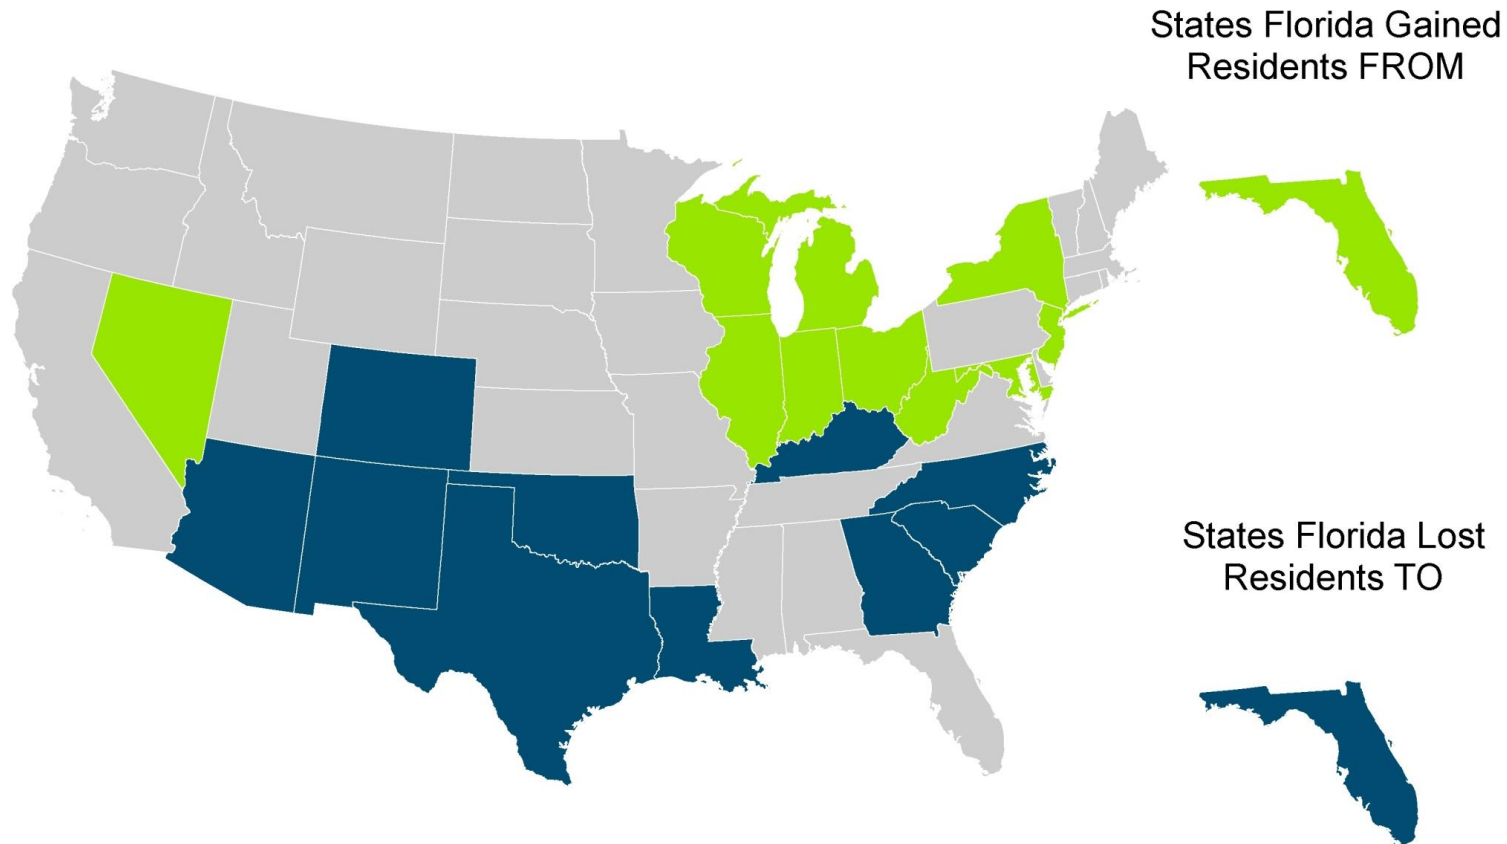 States Florida Gained
Residents FROM
States Florida Lost
Residents TO